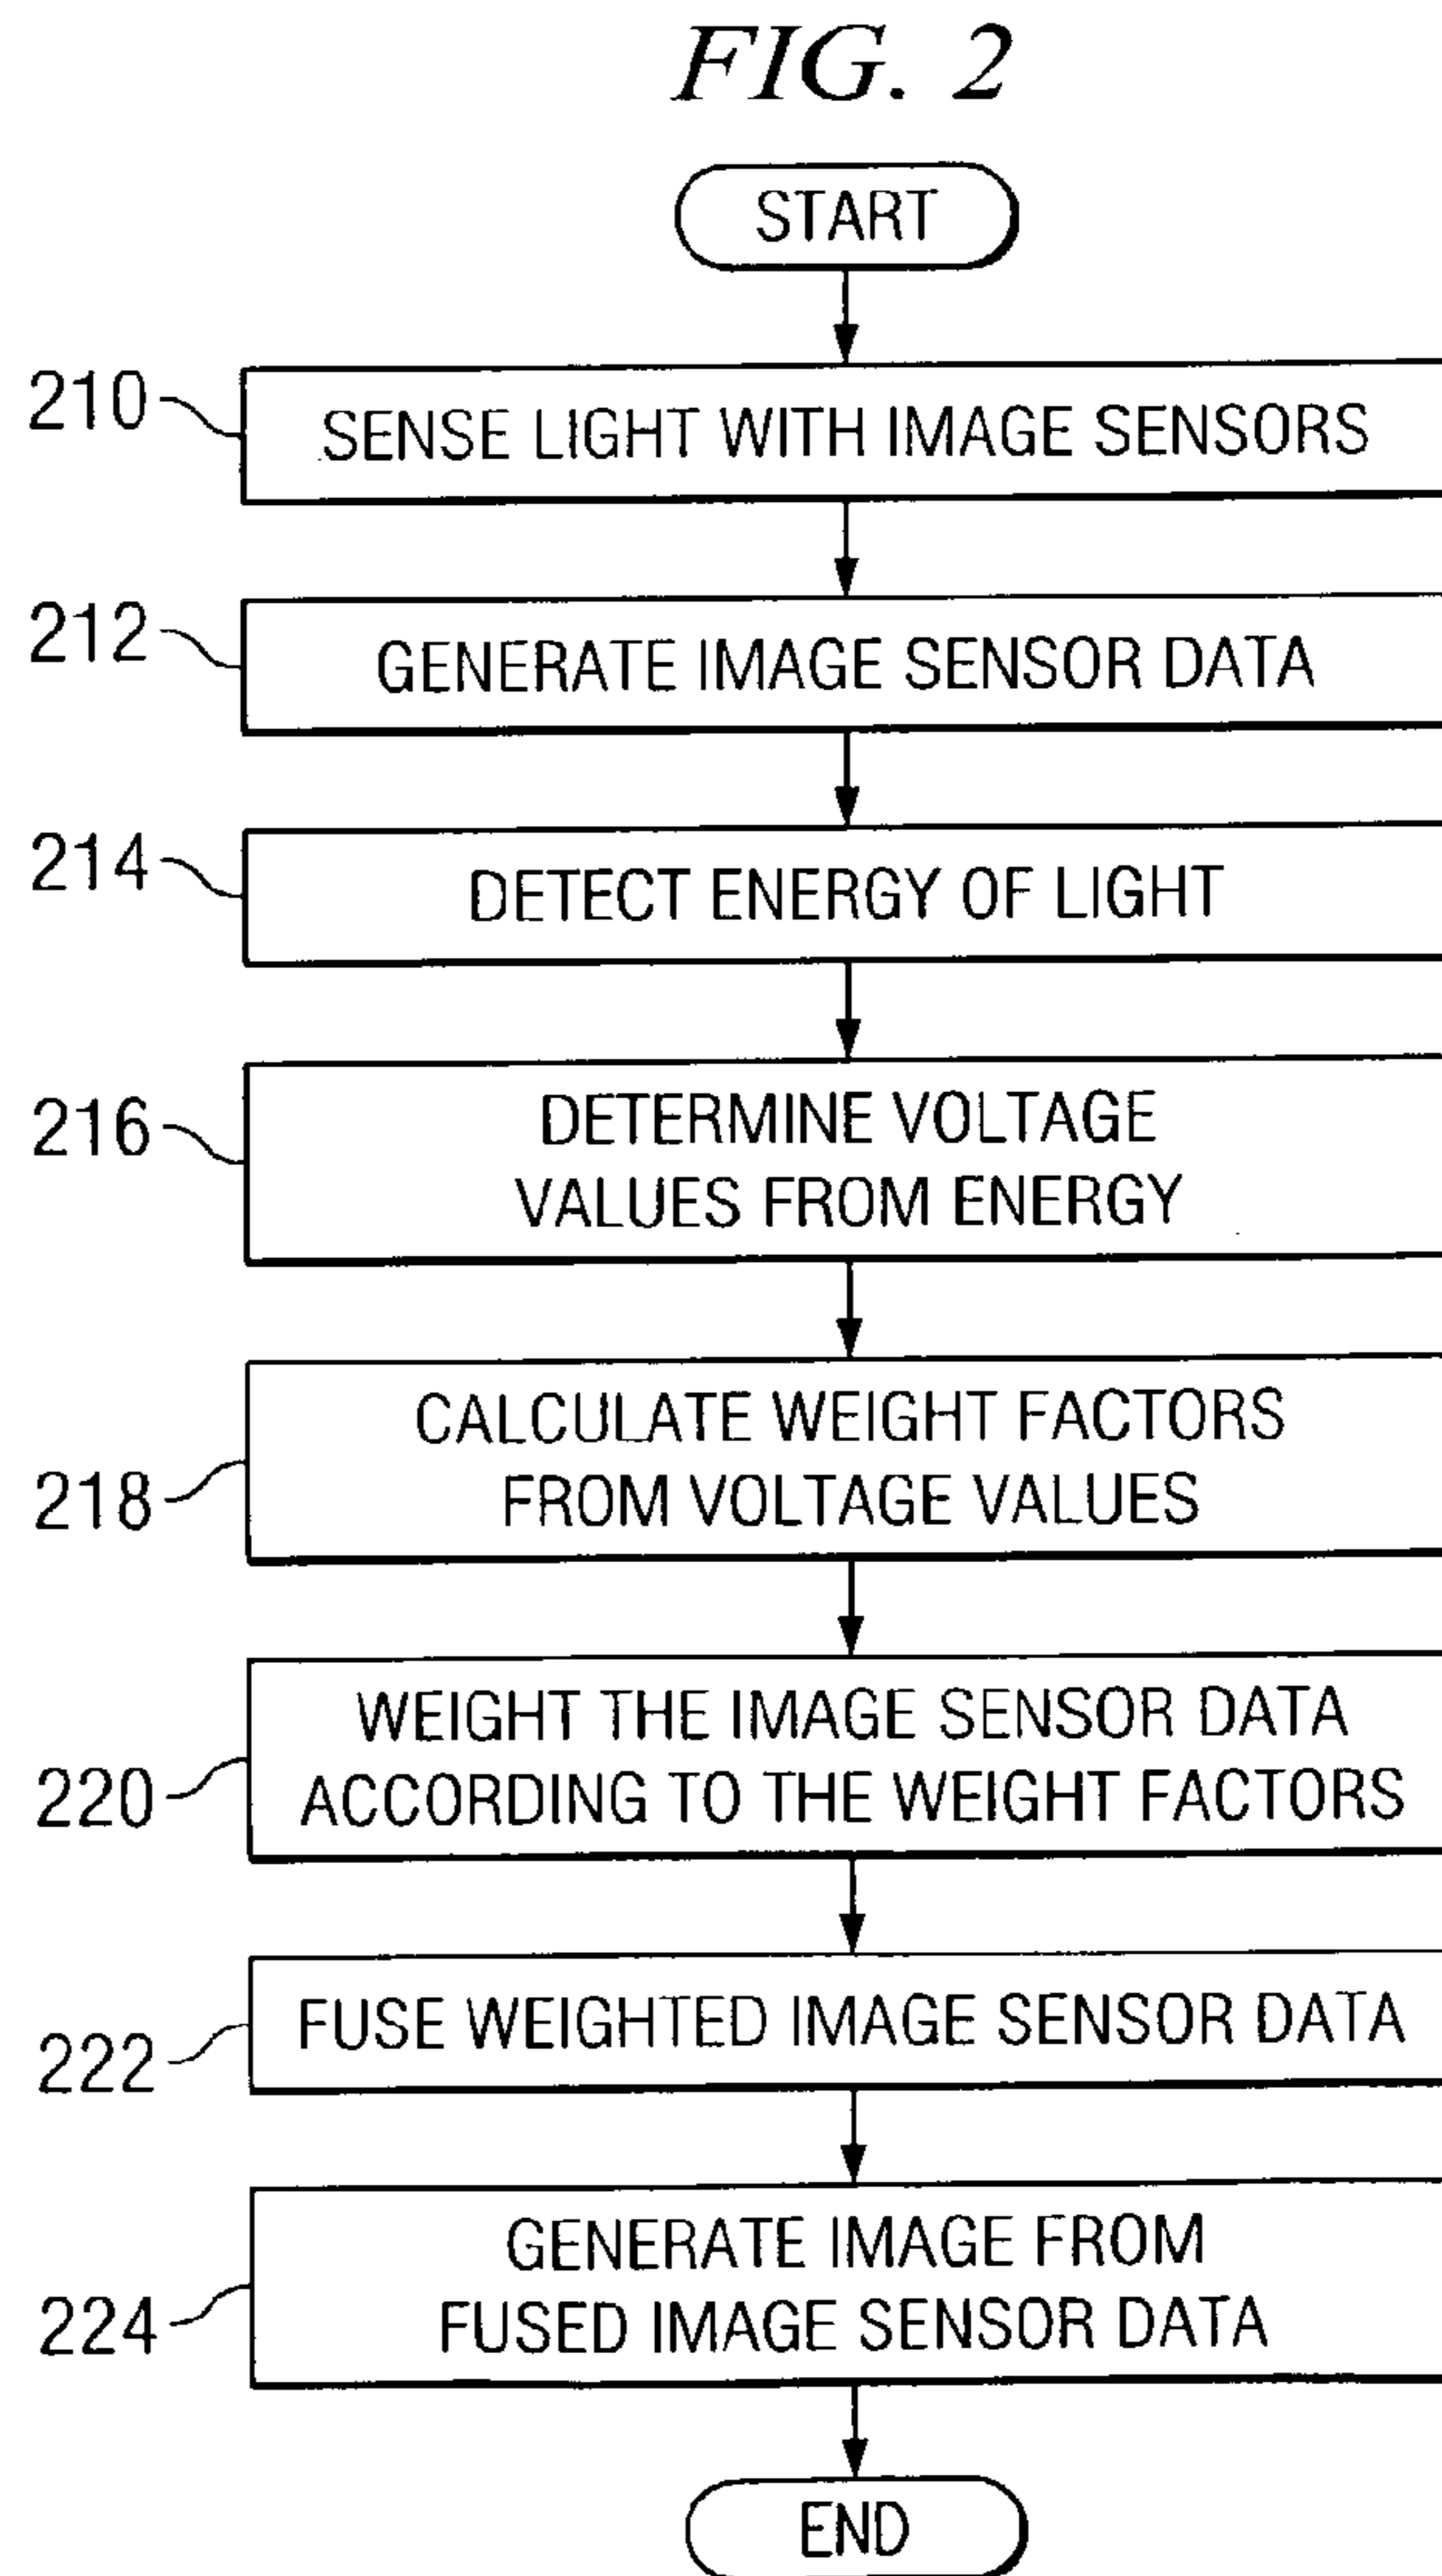 FIG. 2
START
210
SENSE LIGHT WITH IMAGE SENSORS
212
GENERATE IMAGE SENSOR DATA
214
DETECT ENERGY OF LIGHT
216
DETERMINE VOLTAGE
VALUES FROM ENERGY
218
CALCULATE WEIGHT FACTORS
FROM VOLTAGE VALUES
220
WEIGHT THE IMAGE SENSOR DATA
ACCORDING TO THE WEIGHT FACTORS
222
FUSE WEIGHTED IMAGE SENSOR DATA
224
GENERATE IMAGE FROM
FUSED IMAGE SENSOR DATA
END